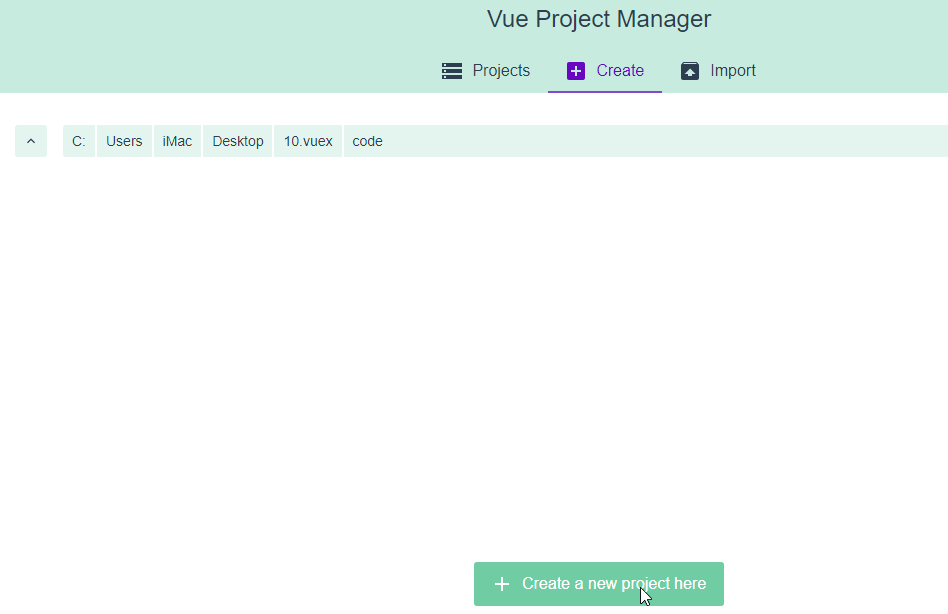 Vue Project Manager
Projects Create Import
C: Users iMac Desktop 10.vuex code
Create a new project here